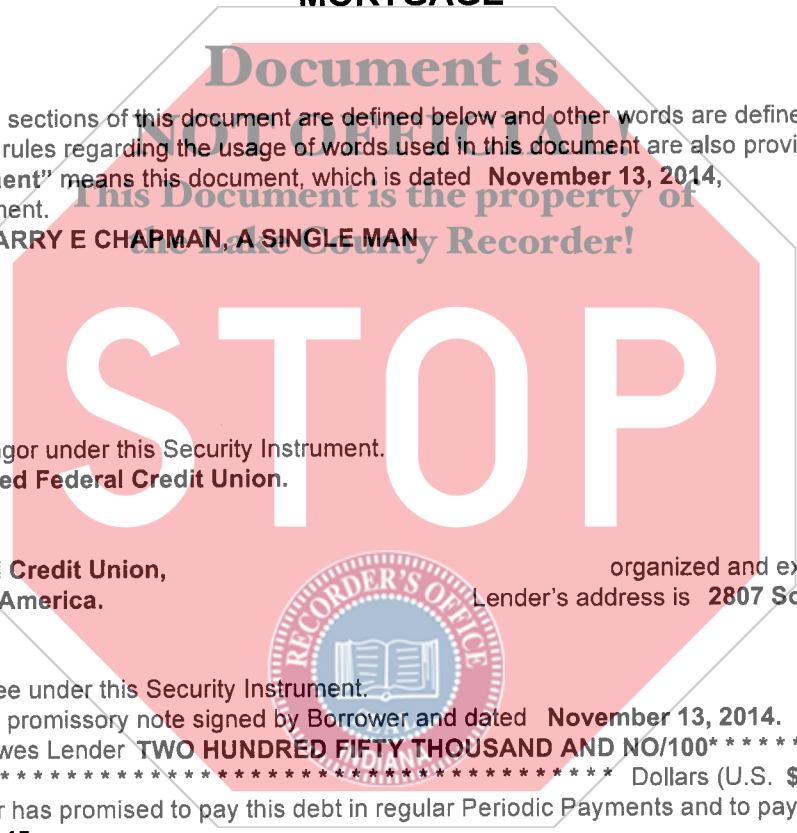 MORTGAGE
Document is
sections of this document are defined below and other words are define
NOT OFFICIAL!
rules regarding the usage of words used in this document are also provi
ent” means this document, which is dated November 13, 2014,
This Document is the property of
ment.
ARRY E CHAPMAN, A SINGLE MAN
the Lake County Recorder!
STOP
gor under this Security Instrument.
ed Federal Credit Union.
Credit Union, organized and ex
America. Lender's address is 2807 So
RECORDER'S OFFICE
ee under this Security Instrument.
promissory note signed by Borrower and dated November 13, 2014.
wes Lender TWO HUNDRED FIFTY THOUSAND AND NO/100* * * * * *
INDIANA
* * * * * * * * * * * * * * * * * * * * * * * * * * * * * * * * * * * * * * Dollars (U.S. $
r has promised to pay this debt in regular Periodic Payments and to pay